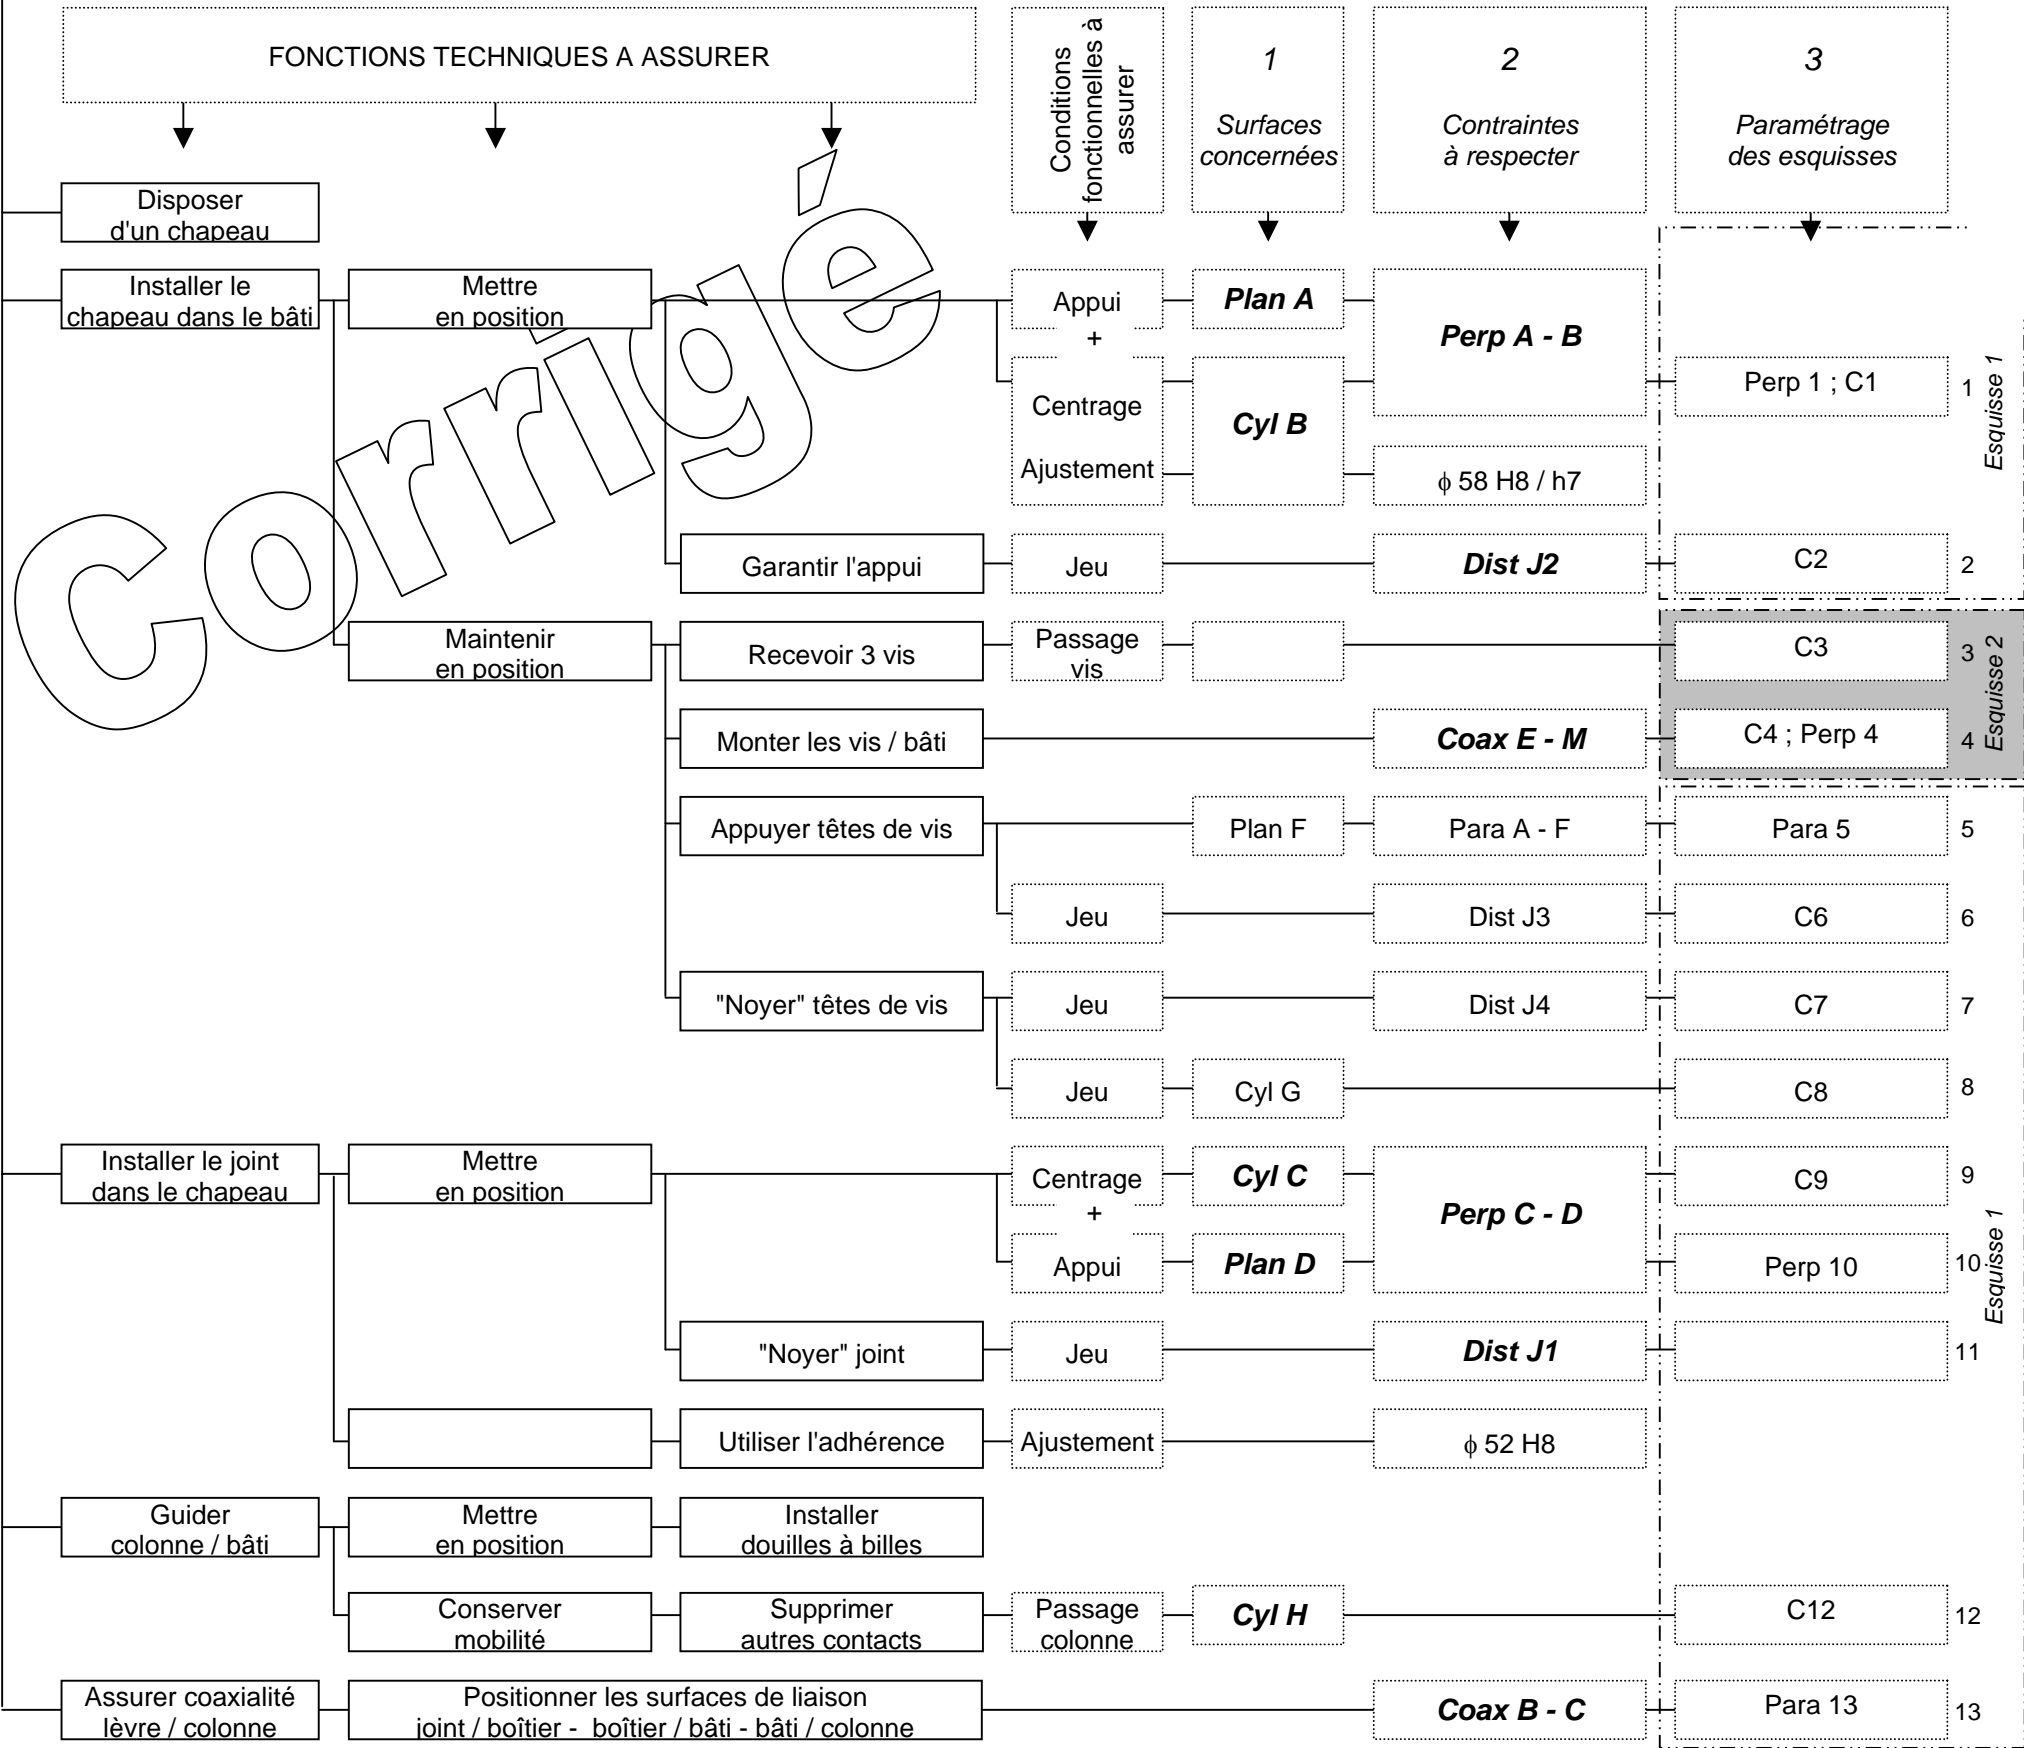 FONCTIONS TECHNIQUES A ASSURER
Conditions
fonctionnelles à
assurer
1
Surfaces
concernées
2
Contraintes
à respecter
3
Paramétrage
des esquisses
Corrigé
Disposer
d'un chapeau
Installer le
chapeau dans le bâti
Mettre
en position
Appui
+
Centrage
Ajustement
Plan A
Cyl B
Perp A - B
ϕ 58 H8 / h7
Perp 1 ; C1
1
Esquisse 1
Garantir l'appui
Jeu
Dist J2
C2
2
Maintenir
en position
Recevoir 3 vis
Passage
vis
C3
3
Esquisse 2
Monter les vis / bâti
Coax E - M
C4 ; Perp 4
4
Appuyer têtes de vis
Plan F
Para A - F
Para 5
5
Jeu
Dist J3
C6
6
"Noyer" têtes de vis
Jeu
Dist J4
C7
7
Jeu
Cyl G
C8
8
Installer le joint
dans le chapeau
Mettre
en position
Centrage
+
Appui
Cyl C
Plan D
Perp C - D
C9
9
Perp 10
10
Esquisse 1
"Noyer" joint
Jeu
Dist J1
11
Utiliser l'adhérence
Ajustement
ϕ 52 H8
Guider
colonne / bâti
Mettre
en position
Installer
douilles à billes
Conserver
mobilité
Supprimer
autres contacts
Passage
colonne
Cyl H
C12
12
Assurer coaxialité
lèvre / colonne
Positionner les surfaces de liaison
joint / boîtier - boîtier / bâti - bâti / colonne
Coax B - C
Para 13
13